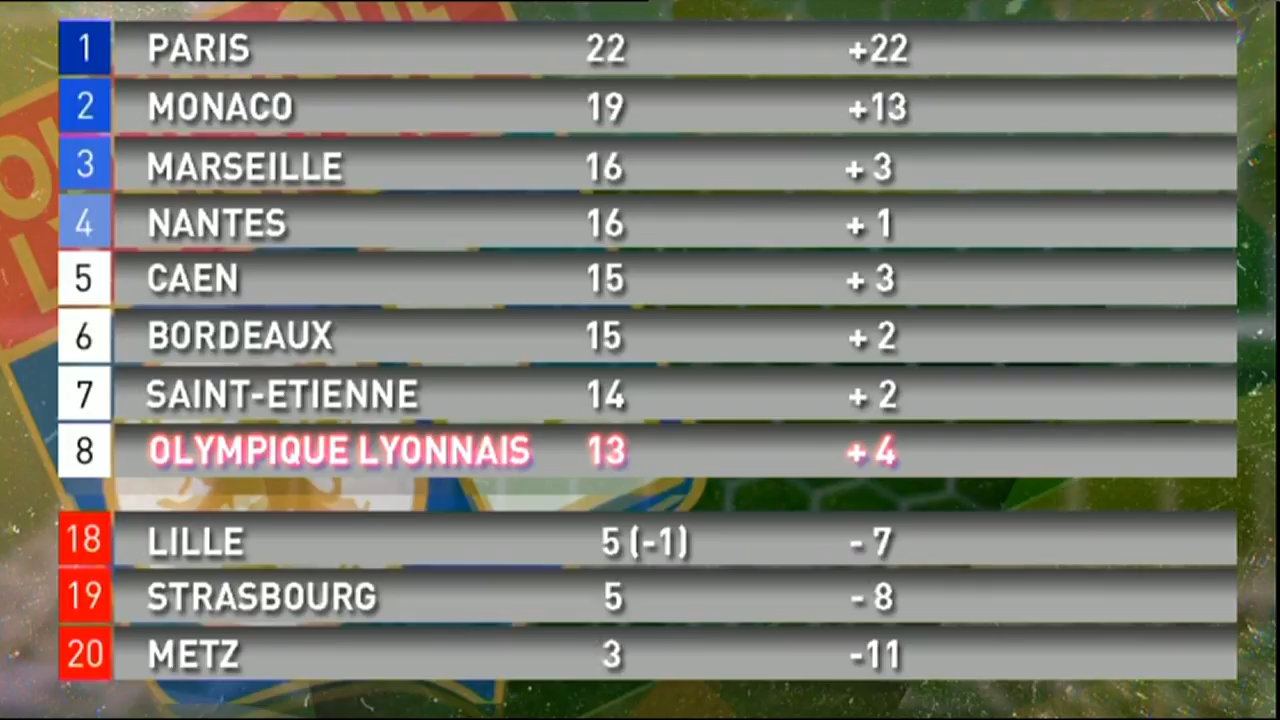 1 PARIS 22 +22
2 MONACO 19 +13
3 MARSEILLE 16 + 3
4 NANTES 16 + 1
5 CAEN 15 + 3
6 BORDEAUX 15 + 2
7 SAINT-ETIENNE 14 + 2
8 OLYMPIQUE LYONNAIS 13 + 4
18 LILLE 5 (-1) - 7
19 STRASBOURG 5 - 8
20 METZ 3 -11